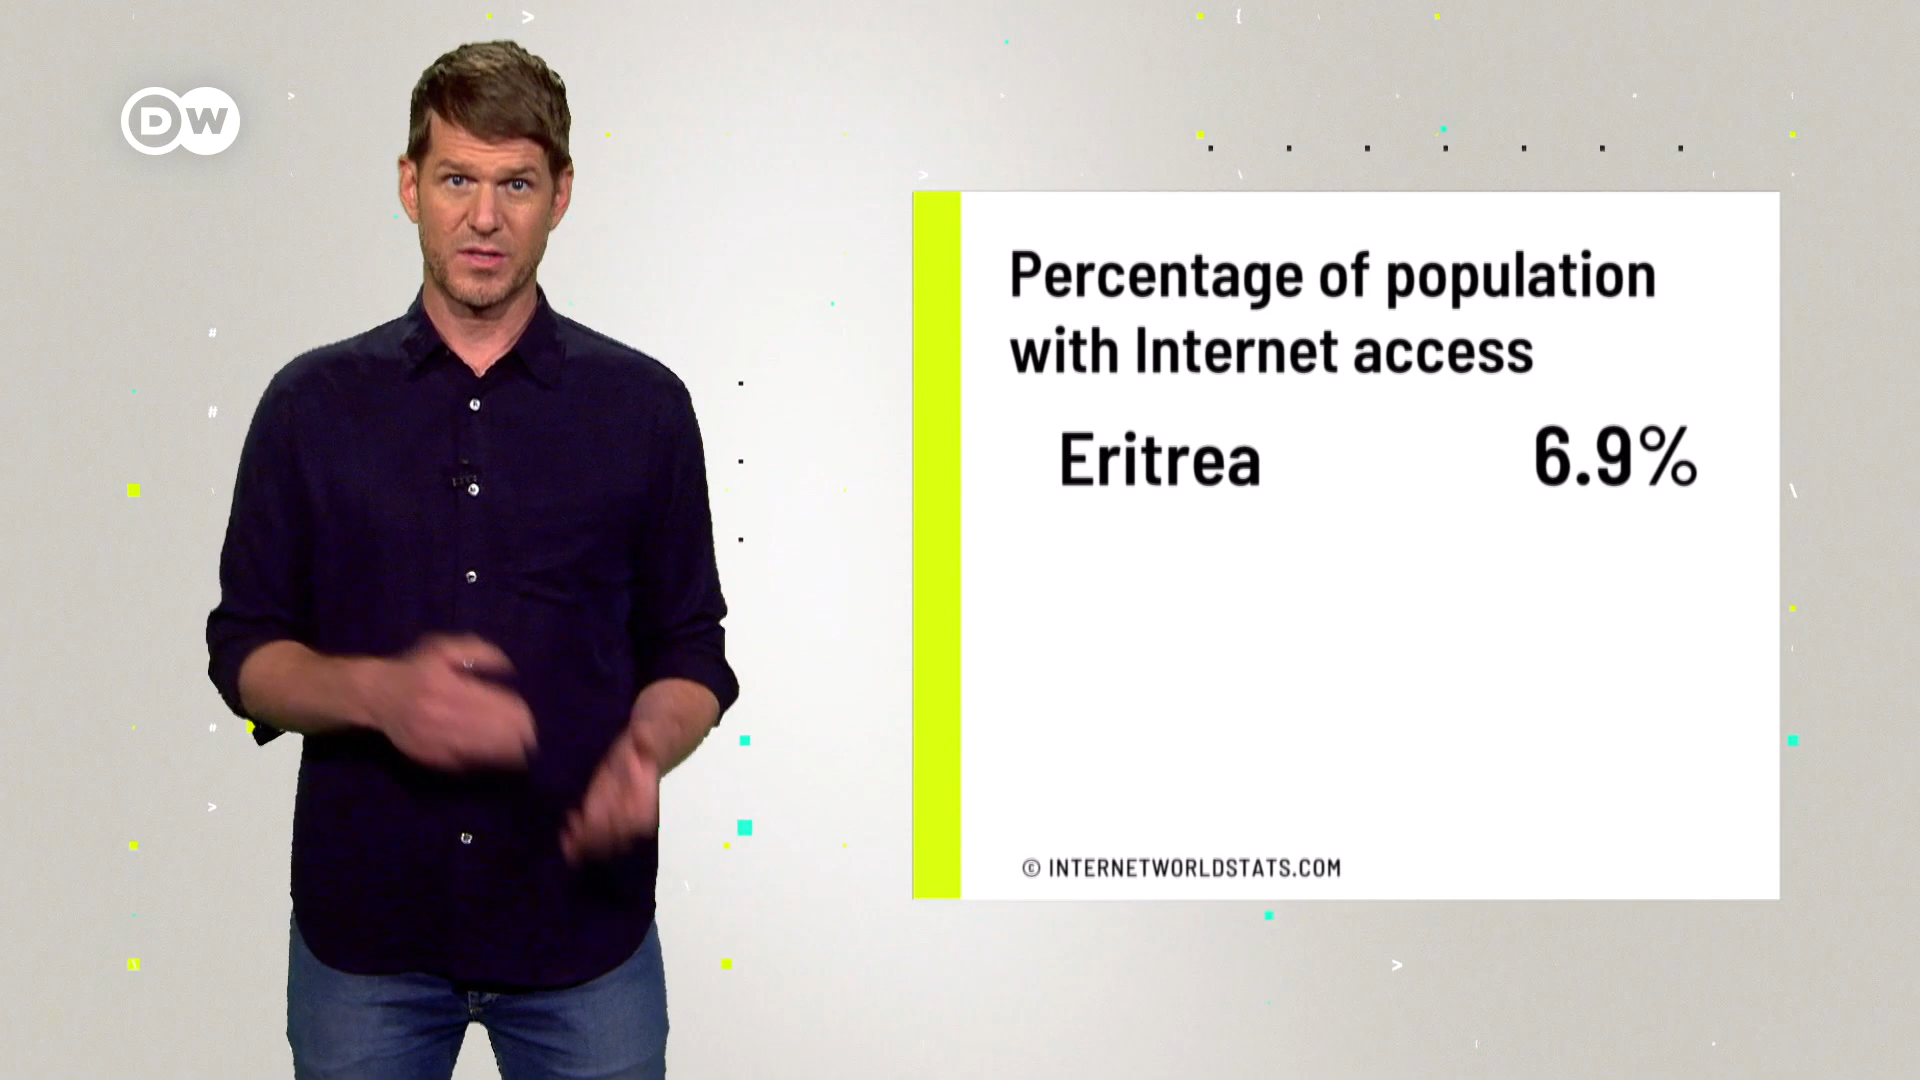 DW
Percentage of population
with Internet access
Eritrea 6.9%
© INTERNETWORLDSTATS.COM